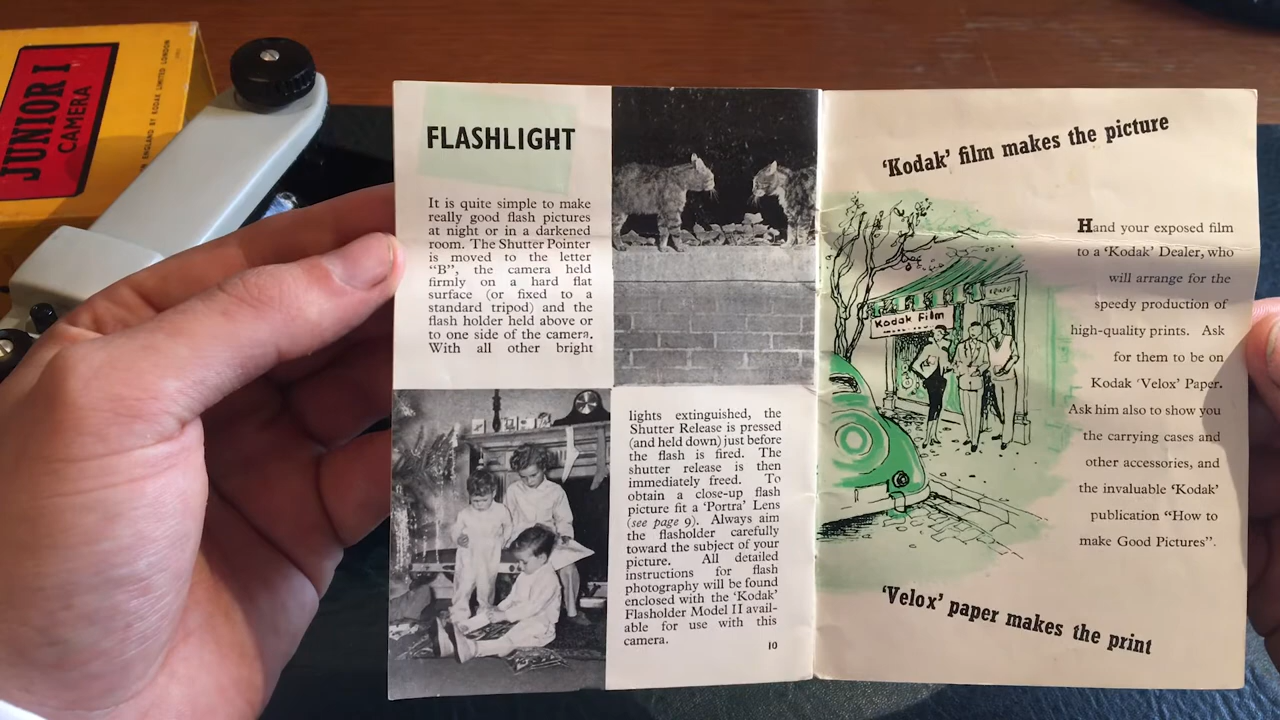 JUNIOR I
CAMERA
ENGLAND BY KODAK LIMITED LONDON
FLASHLIGHT
It is quite simple to make
really good flash pictures
at night or in a darkened
room. The Shutter Pointer
is moved to the letter
“B”, the camera held
firmly on a hard flat
surface (or fixed to a
standard tripod) and the
flash holder held above or
to one side of the camera.
With all other bright
lights extinguished, the
Shutter Release is pressed
(and held down) just before
the flash is fired. The
shutter release is then
immediately freed. To
obtain a close-up flash
picture fit a ‘Portra’ Lens
(see page 9). Always aim
the flasholder carefully
toward the subject of your
picture. All detailed
instructions for flash
photography will be found
enclosed with the ‘Kodak’
Flasholder Model II avail-
able for use with this
camera.
10
‘Kodak’ film makes the picture
Kodak Film
Hand your exposed film
to a ‘Kodak’ Dealer, who
will arrange for the
speedy production of
high-quality prints. Ask
for them to be on
Kodak ‘Velox’ Paper.
Ask him also to show you
the carrying cases and
other accessories, and
the invaluable ‘Kodak’
publication “How to
make Good Pictures”.
‘Velox’ paper makes the print